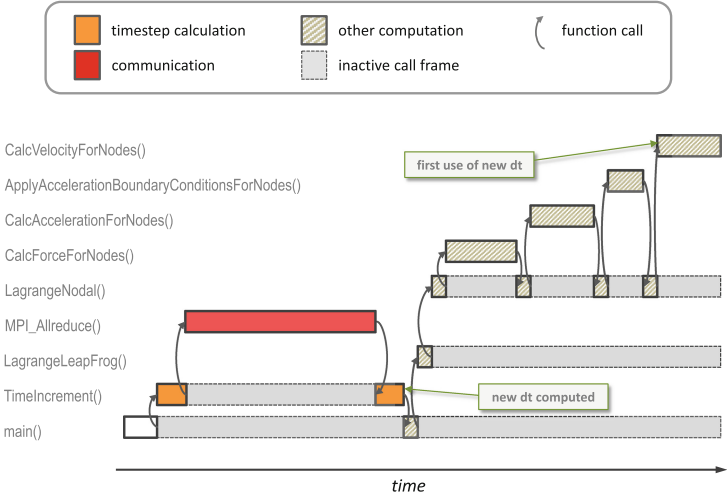 timestep calculation
other computation
function call
communication
inactive call frame
CalcVelocityForNodes()
first use of new dt
ApplyAccelerationBoundaryConditionsForNodes()
CalcAccelerationForNodes()
CalcForceForNodes()
LagrangeNodal()
MPI_Allreduce()
LagrangeLeapFrog()
TimeIncrement()
new dt computed
main()
time